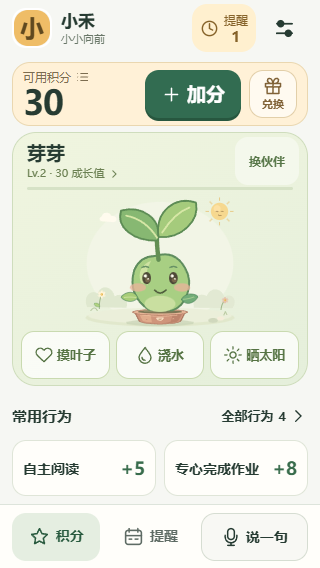 小
小禾
小小向前
提醒
1
可用积分
30
加分
兑换
芽芽
Lv.2 · 30 成长值
换伙伴
摸叶子
浇水
晒太阳
常用行为
全部行为 4
自主阅读 +5
专心完成作业 +8
积分
提醒
说一句